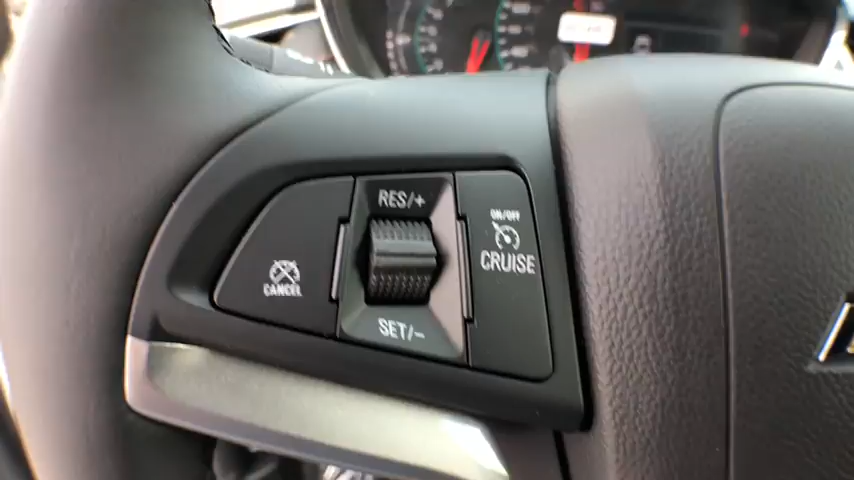 RES/+
ON/OFF
CRUISE
CANCEL
SET/-